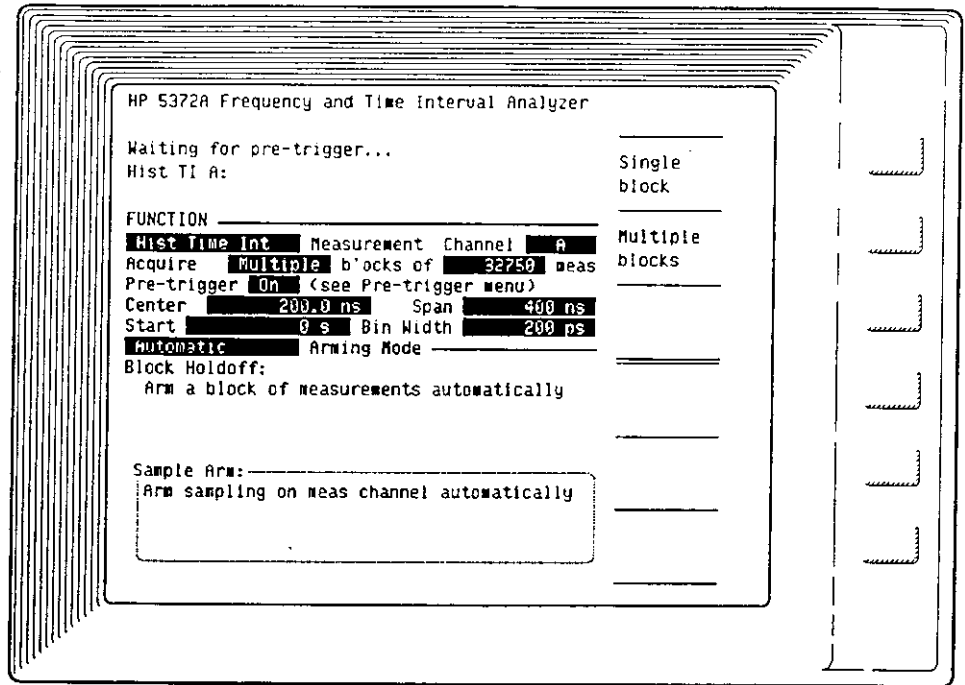 HP 5372A Frequency and Time Interval Analyzer
Waiting for pre-trigger...
Hist TI A:
Single
block
FUNCTION
Hist Time Int Measurement Channel A
Multiple
blocks
Acquire Multiple b'ocks of 32750 meas
Pre-trigger On (see Pre-trigger menu)
Center 200.0 ns Span 400 ns
Start 0 s Bin Width 200 ps
Automatic Arming Mode
Block Holdoff:
Arm a block of measurements automatically
Sample Arm:
Arm sampling on meas channel automatically